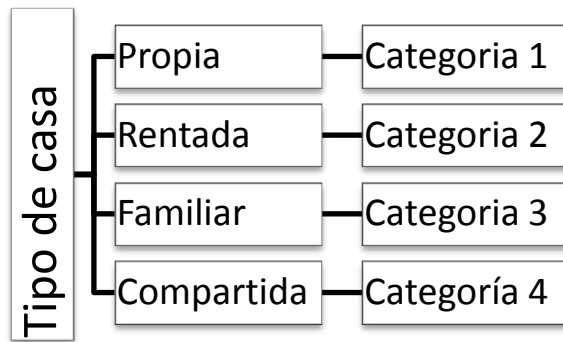 Tipo de casa
Propia
Categoria 1
Rentada
Categoria 2
Familiar
Categoria 3
Compartida
Categoría 4